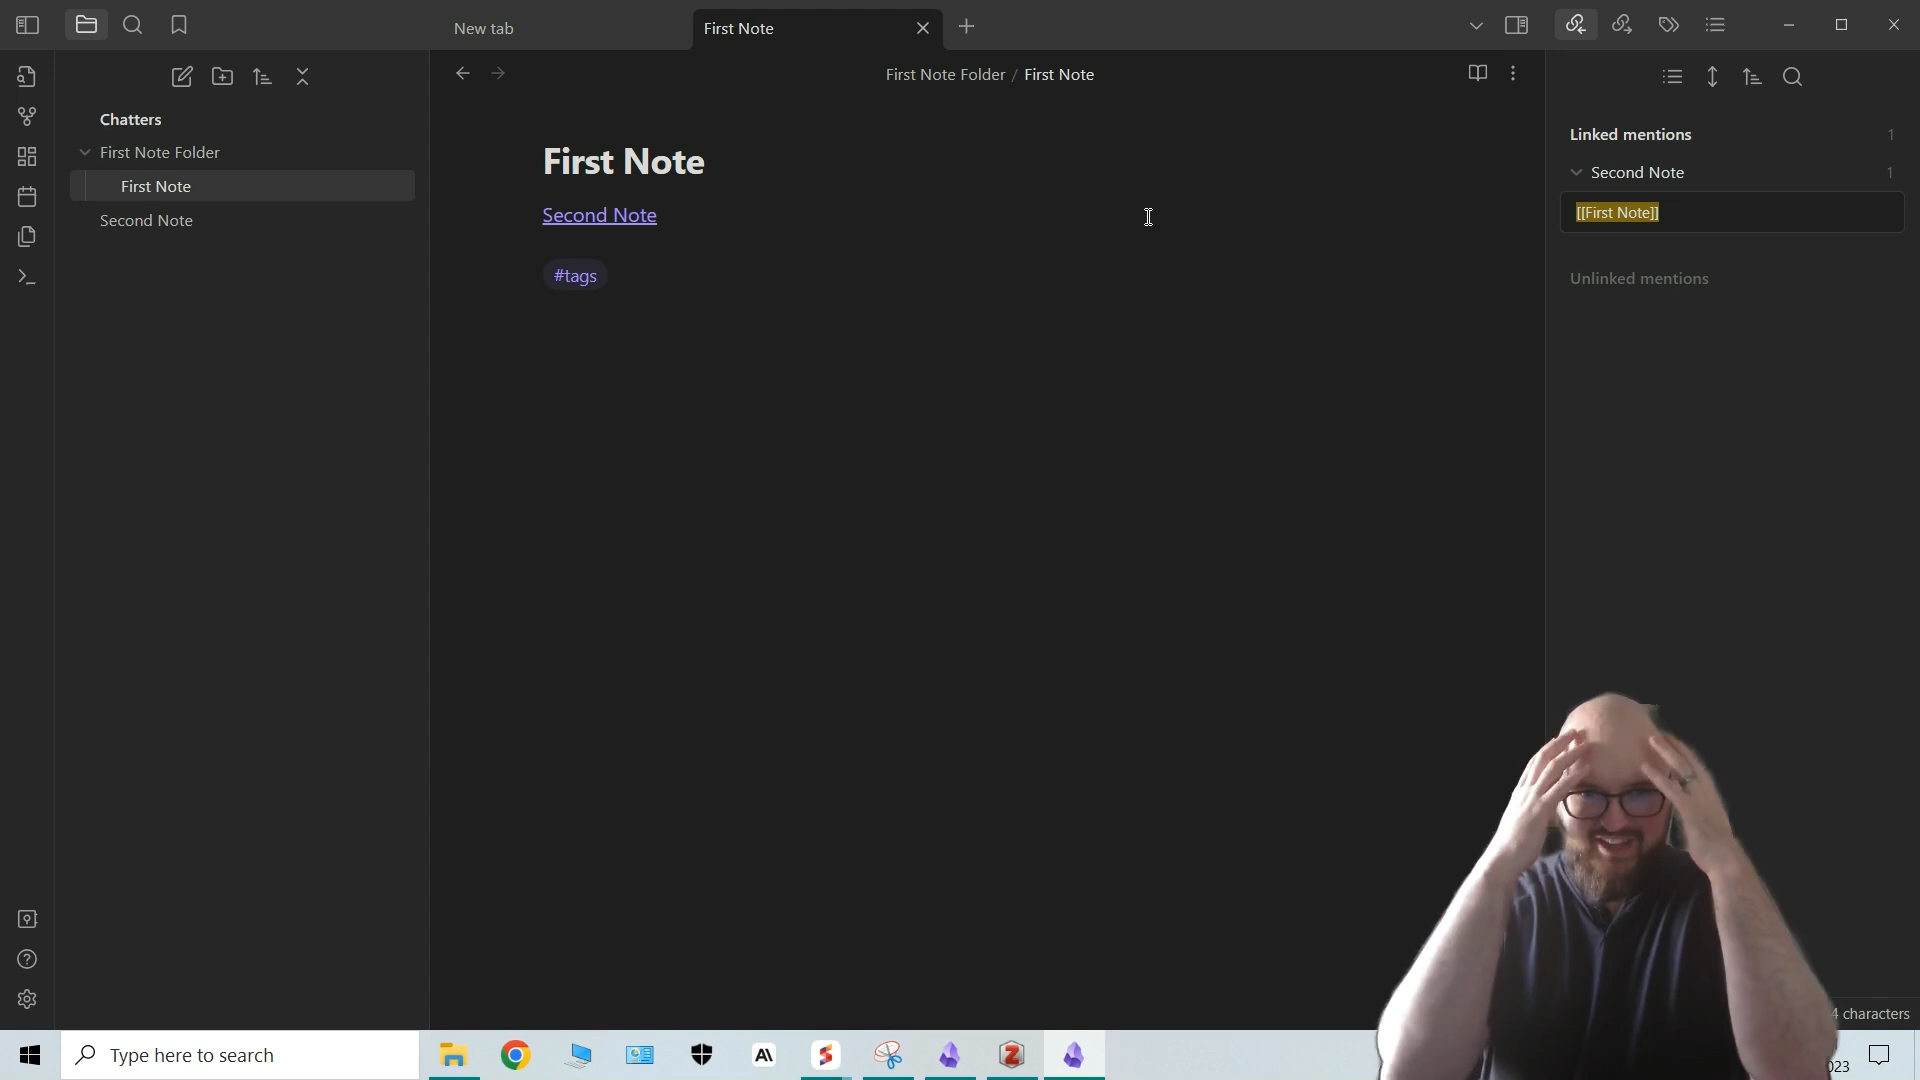 New tab
First Note
First Note Folder / First Note
Chatters
First Note Folder
First Note
Second Note
First Note
Second Note
#tags
Linked mentions 1
Second Note 1
[[First Note]]
Unlinked mentions
characters
Type here to search